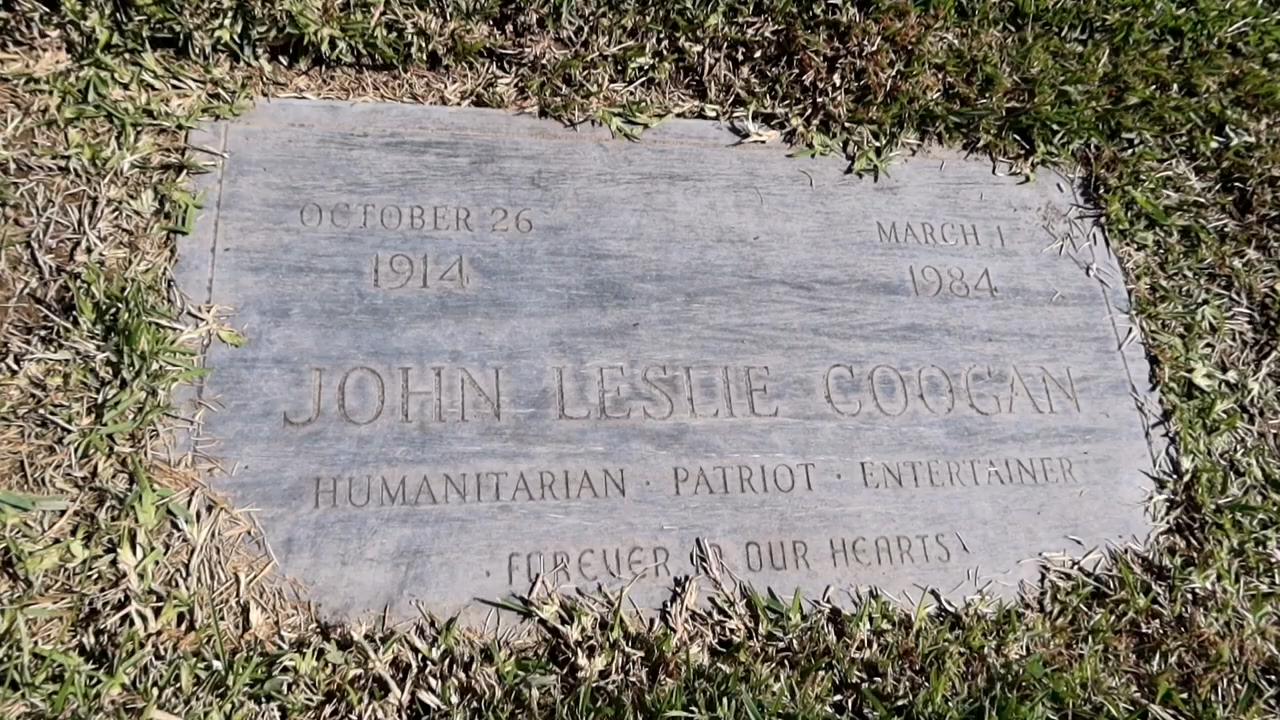 OCTOBER 26 MARCH 1
1914 1984
JOHN LESLIE COOGAN
HUMANITARIAN · PATRIOT · ENTERTAINER
· FOREVER IN OUR HEARTS ·